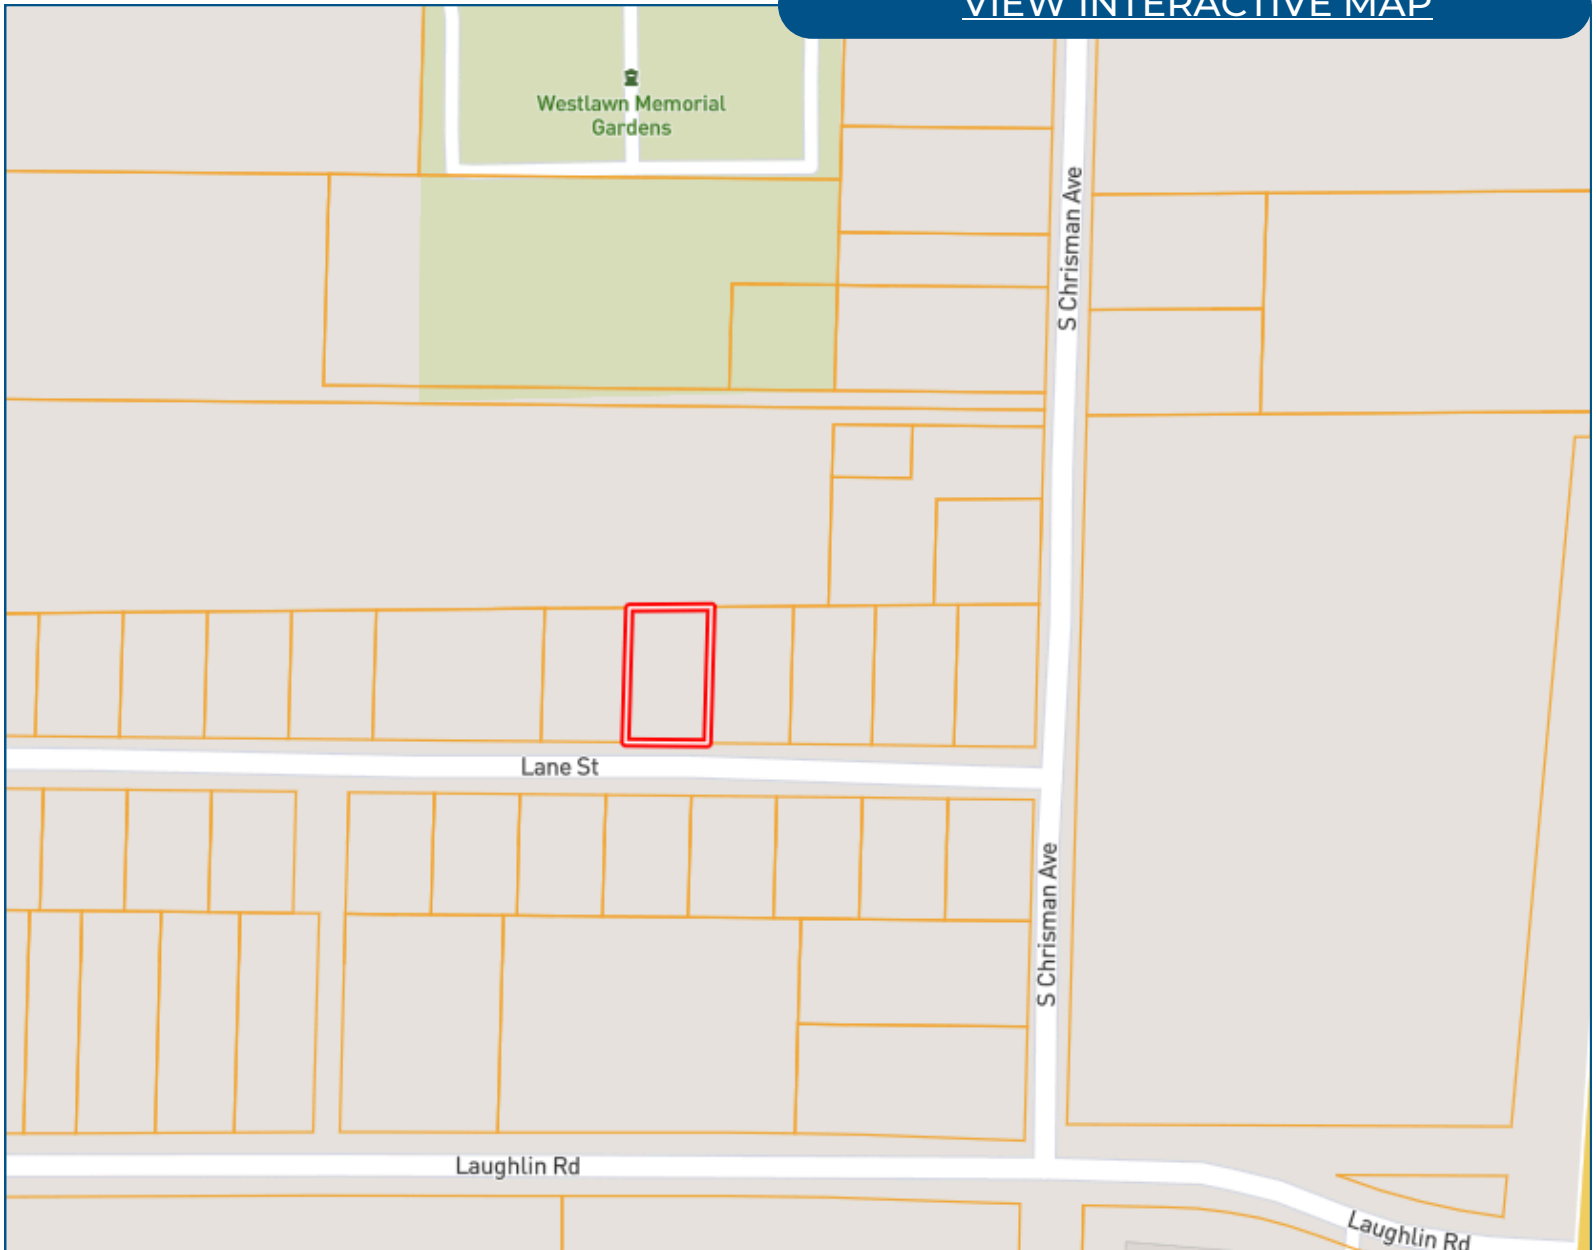 VIEW INTERACTIVE MAP
Westlawn Memorial
Gardens
S Chrisman Ave
Lane St
S Chrisman Ave
Laughlin Rd
Laughlin Rd